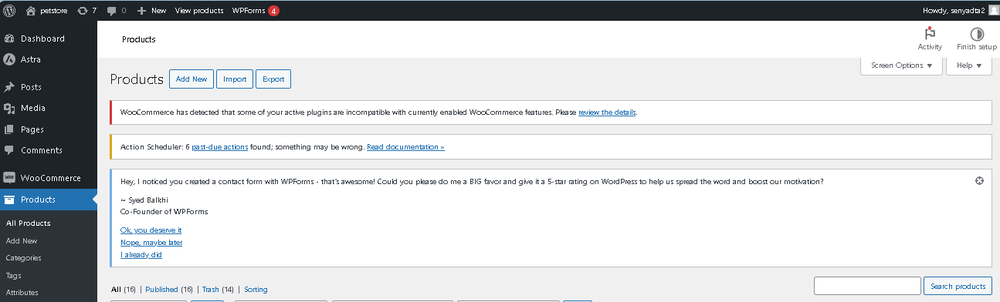 petstore 7 0 New View products WPForms 4 Howdy, senyadta2
Dashboard
Astra
Posts
Media
Pages
Comments
WooCommerce
Products
All Products
Add New
Categories
Tags
Attributes
Products
Activity Finish setup
Screen Options ▼ Help ▼
Products Add New Import Export
WooCommerce has detected that some of your active plugins are incompatible with currently enabled WooCommerce features. Please review the details.
Action Scheduler: 6 past-due actions found; something may be wrong. Read documentation »
Hey, I noticed you created a contact form with WPForms - that's awesome! Could you please do me a BIG favor and give it a 5-star rating on WordPress to help us spread the word and boost our motivation?
~ Syed Balkhi
Co-Founder of WPForms
Ok, you deserve it
Nope, maybe later
I already did
All (16) | Published (16) | Trash (14) | Sorting
Search products